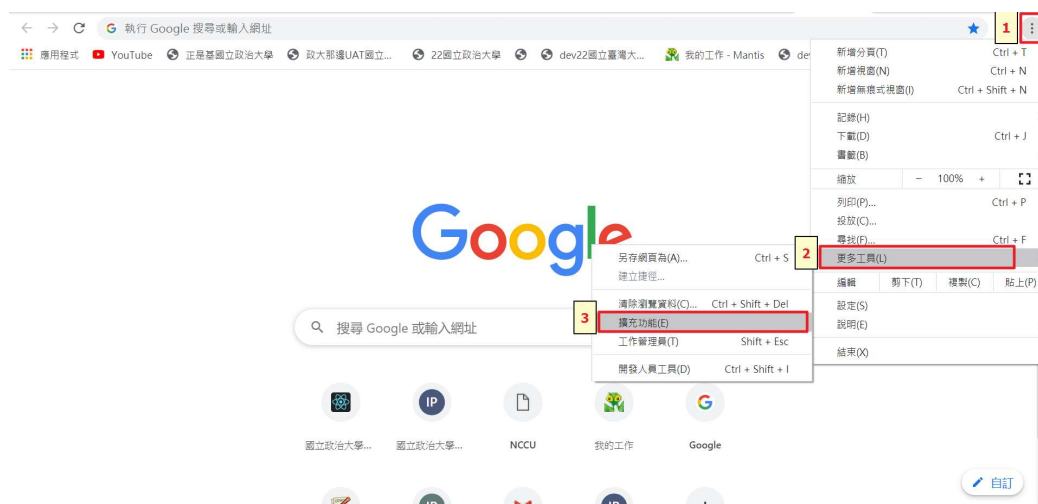 執行 Google 搜尋或輸入網址
1
應用程式
YouTube
正是基國立政治大學
政大那邊UAT國立...
22國立政治大學
dev22國立臺灣大...
我的工作 - Mantis
de
新增分頁(T) Ctrl + T
新增視窗(N) Ctrl + N
新增無痕式視窗(I) Ctrl + Shift + N
記錄(H)
下載(D) Ctrl + J
書籤(B)
縮放 - 100% +
列印(P)... Ctrl + P
投放(C)...
尋找(F)... Ctrl + F
2
更多工具(L)
編輯 剪下(T) 複製(C) 貼上(P)
設定(S)
說明(E)
結束(X)
Google
另存網頁為(A)... Ctrl + S
建立捷徑...
清除瀏覽資料(C)... Ctrl + Shift + Del
3
擴充功能(E)
工作管理員(T) Shift + Esc
開發人員工具(D) Ctrl + Shift + I
搜尋 Google 或輸入網址
IP
國立政治大學...
國立政治大學...
NCCU
我的工作
Google
IP
IP
自訂